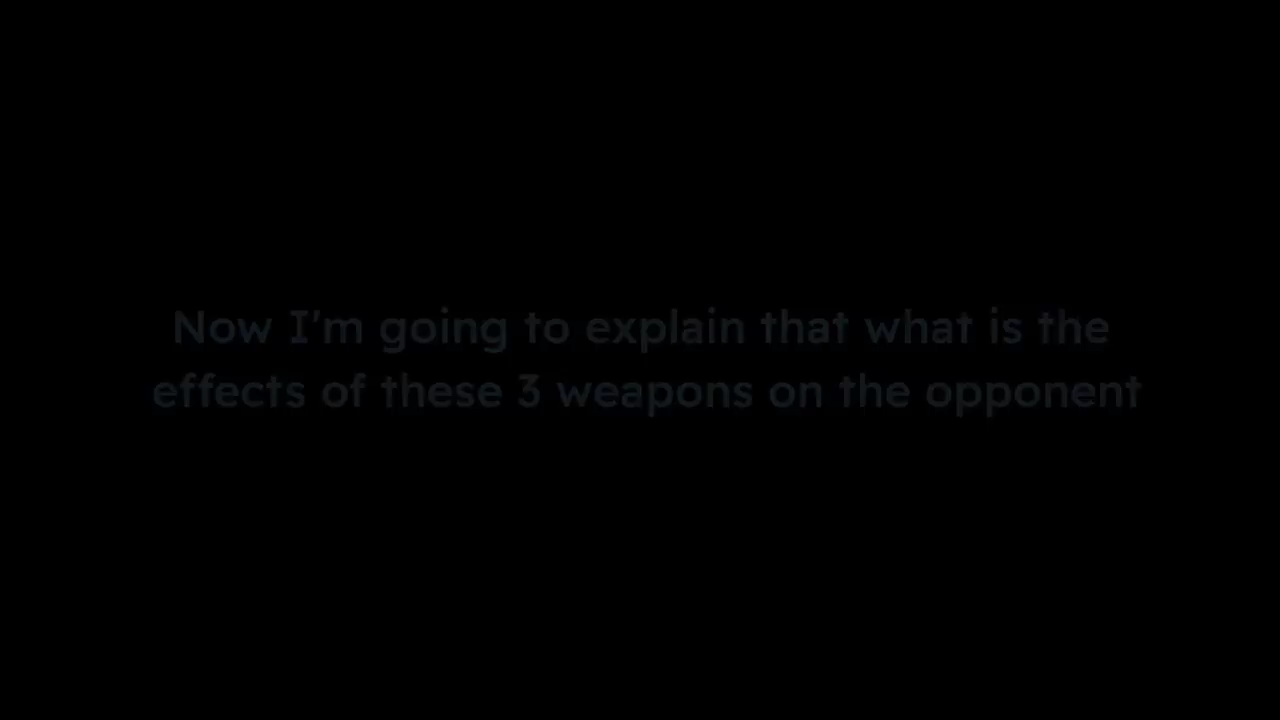 Now I'm going to explain that what is the
effects of these 3 weapons on the opponent